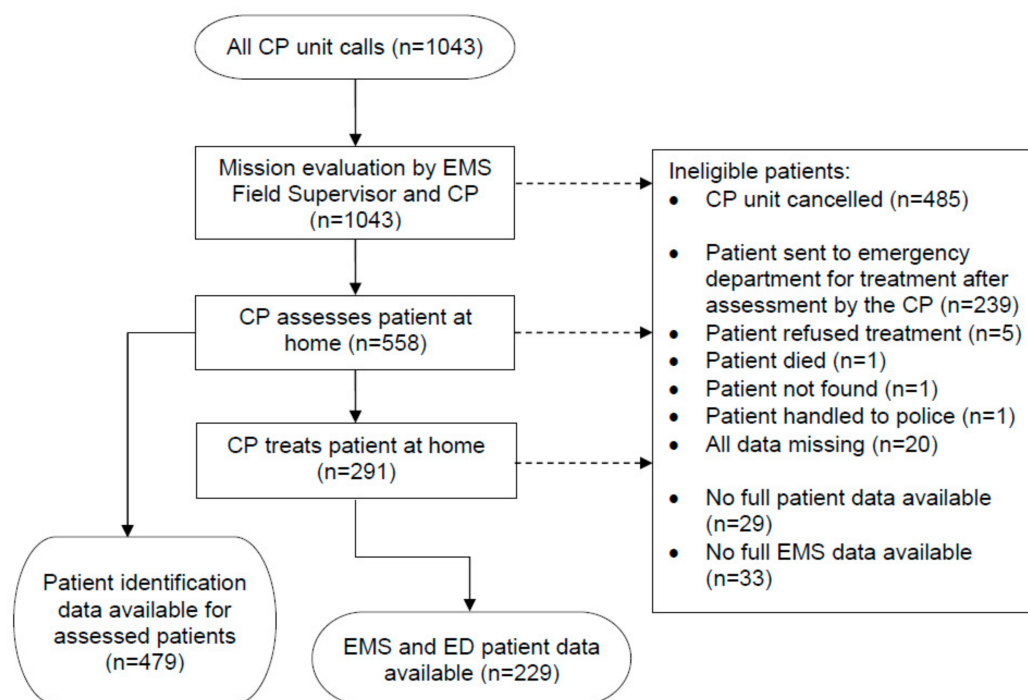 All CP unit calls (n=1043)
Mission evaluation by EMS
Field Supervisor and CP
(n=1043)
CP assesses patient at
home (n=558)
CP treats patient at home
(n=291)
Patient identification
data available for
assessed patients
(n=479)
EMS and ED patient data
available (n=229)
Ineligible patients:
• CP unit cancelled (n=485)
• Patient sent to emergency
department for treatment after
assessment by the CP (n=239)
• Patient refused treatment (n=5)
• Patient died (n=1)
• Patient not found (n=1)
• Patient handled to police (n=1)
• All data missing (n=20)
• No full patient data available
(n=29)
• No full EMS data available
(n=33)